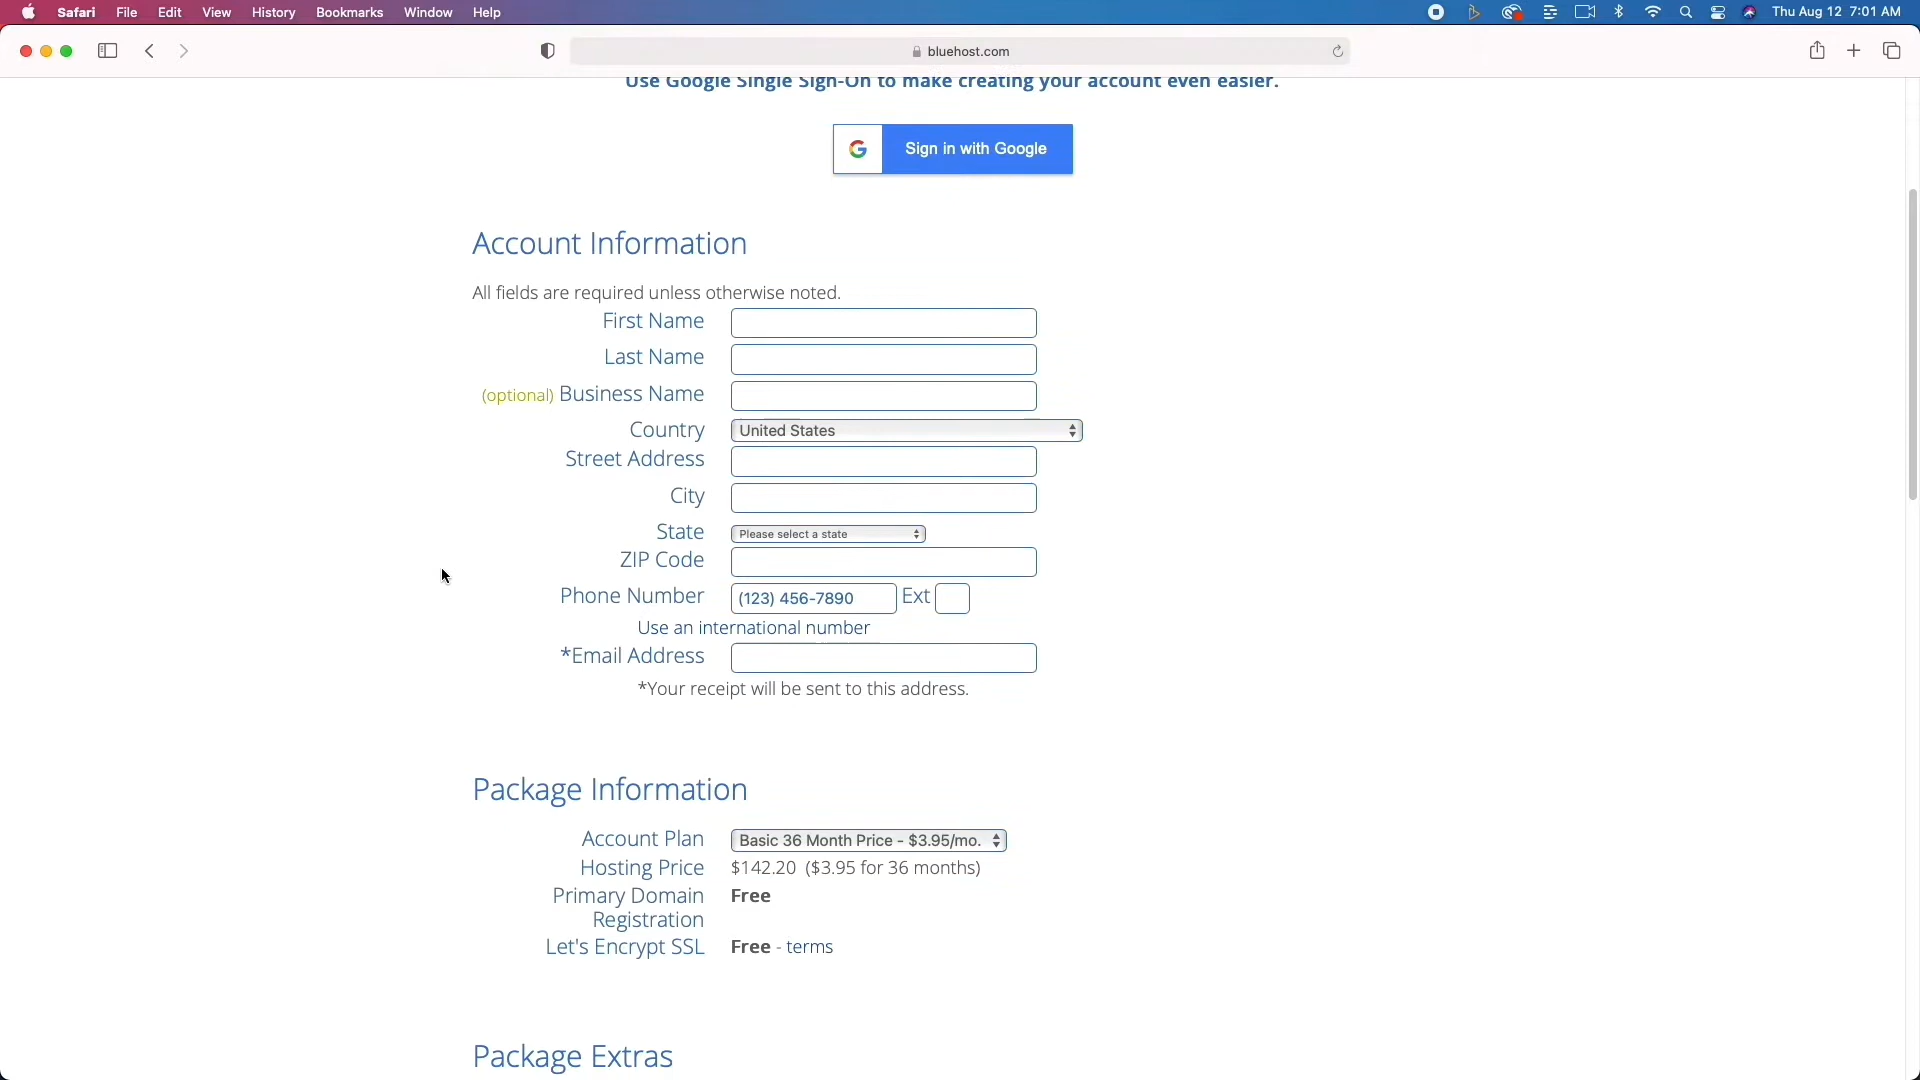 Safari File Edit View History Bookmarks Window Help Thu Aug 12 7:01 AM
bluehost.com
Use Google Single Sign-On to make creating your account even easier.
G Sign in with Google
Account Information
All fields are required unless otherwise noted.
First Name
Last Name
(optional) Business Name
Country United States
Street Address
City
State Please select a state
ZIP Code
Phone Number (123) 456-7890 Ext
Use an international number
*Email Address
*Your receipt will be sent to this address.
Package Information
Account Plan Basic 36 Month Price - $3.95/mo.
Hosting Price $142.20 ($3.95 for 36 months)
Primary Domain Free
Registration
Let's Encrypt SSL Free - terms
Package Extras